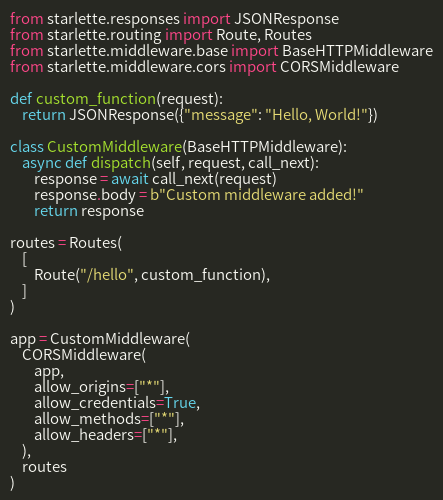 from starlette.responses import JSONResponse
from starlette.routing import Route, Routes
from starlette.middleware.base import BaseHTTPMiddleware
from starlette.middleware.cors import CORSMiddleware

def custom_function(request):
    return JSONResponse({"message": "Hello, World!"})

class CustomMiddleware(BaseHTTPMiddleware):
    async def dispatch(self, request, call_next):
        response = await call_next(request)
        response.body = b"Custom middleware added!"
        return response

routes = Routes(
    [
        Route("/hello", custom_function),
    ]
)

app = CustomMiddleware(
    CORSMiddleware(
        app,
        allow_origins=["*"],
        allow_credentials=True,
        allow_methods=["*"],
        allow_headers=["*"],
    ),
    routes
)